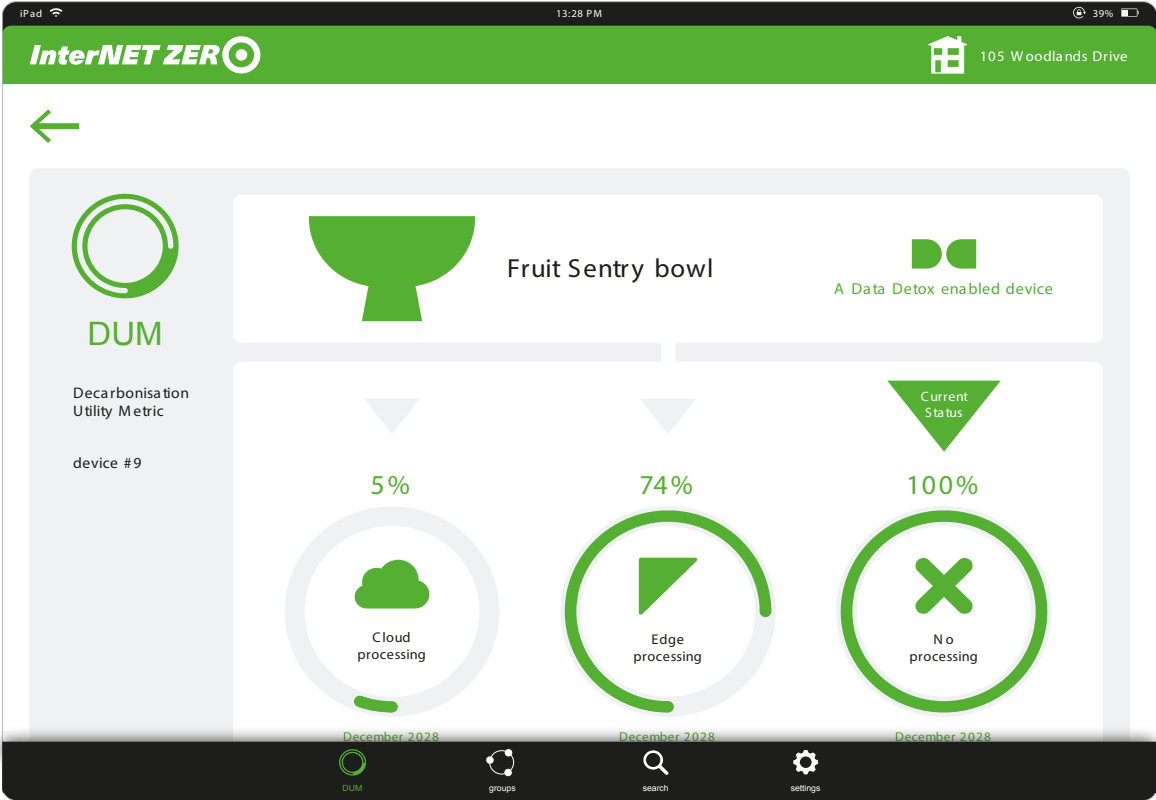 iPad 13:28 PM 39%
InterNET ZERO 105 Woodlands Drive
DUM
Decarbonisation
Utility Metric
device #9
Fruit Sentry bowl
A Data Detox enabled device
Current
Status
5% 74% 100%
Cloud
processing
Edge
processing
No
processing
December 2028 December 2028 December 2028
DUM groups search settings